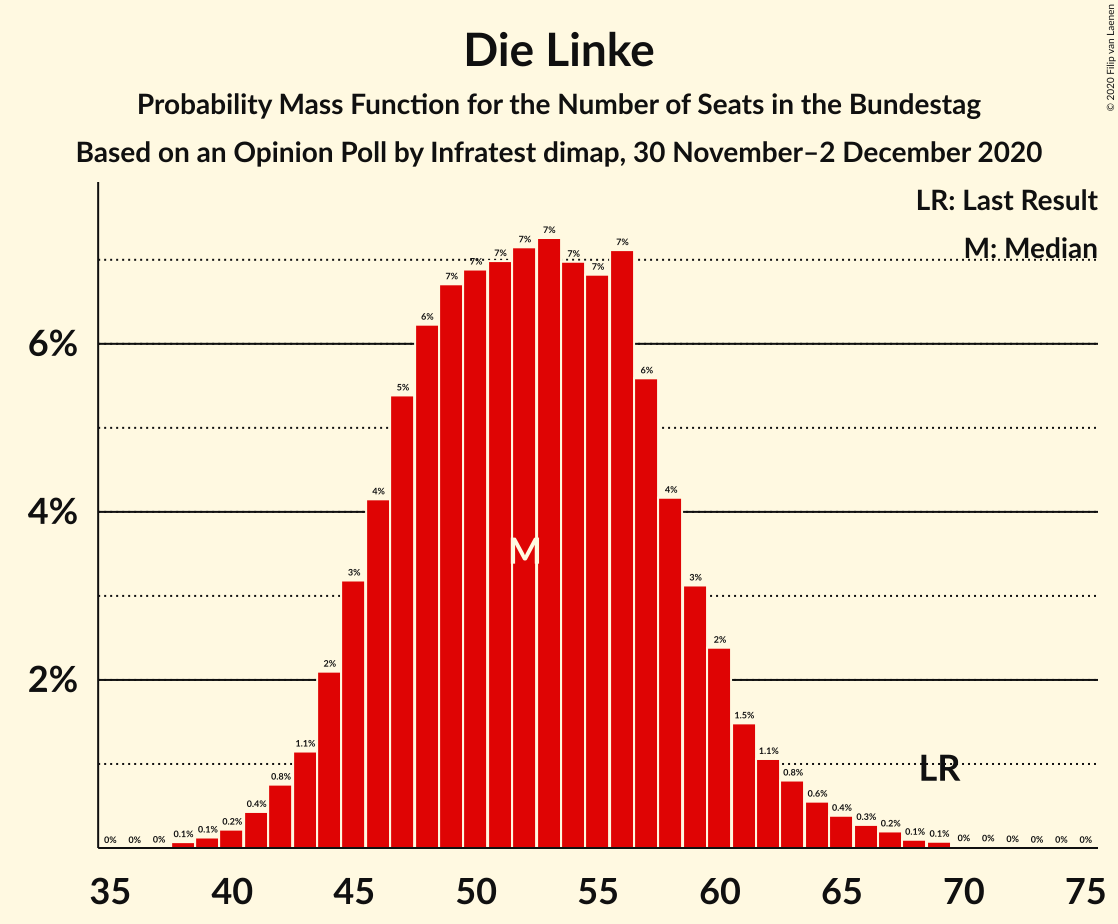 Die Linke
Probability Mass Function for the Number of Seats in the Bundestag
Based on an Opinion Poll by Infratest dimap, 30 November–2 December 2020
© 2020 Filip van Laenen
LR: Last Result
M: Median
6%
4%
2%
0% 0% 0% 0.1% 0.1% 0.2% 0.4% 0.8% 1.1% 2% 3% 4% 5% 6% 7% 7% 7% 7% 7% 7% 7% 7% 6% 4% 3% 2% 1.5% 1.1% 0.8% 0.6% 0.4% 0.3% 0.2% 0.1% 0.1% 0% 0% 0% 0% 0% 0%
M
LR
35 40 45 50 55 60 65 70 75